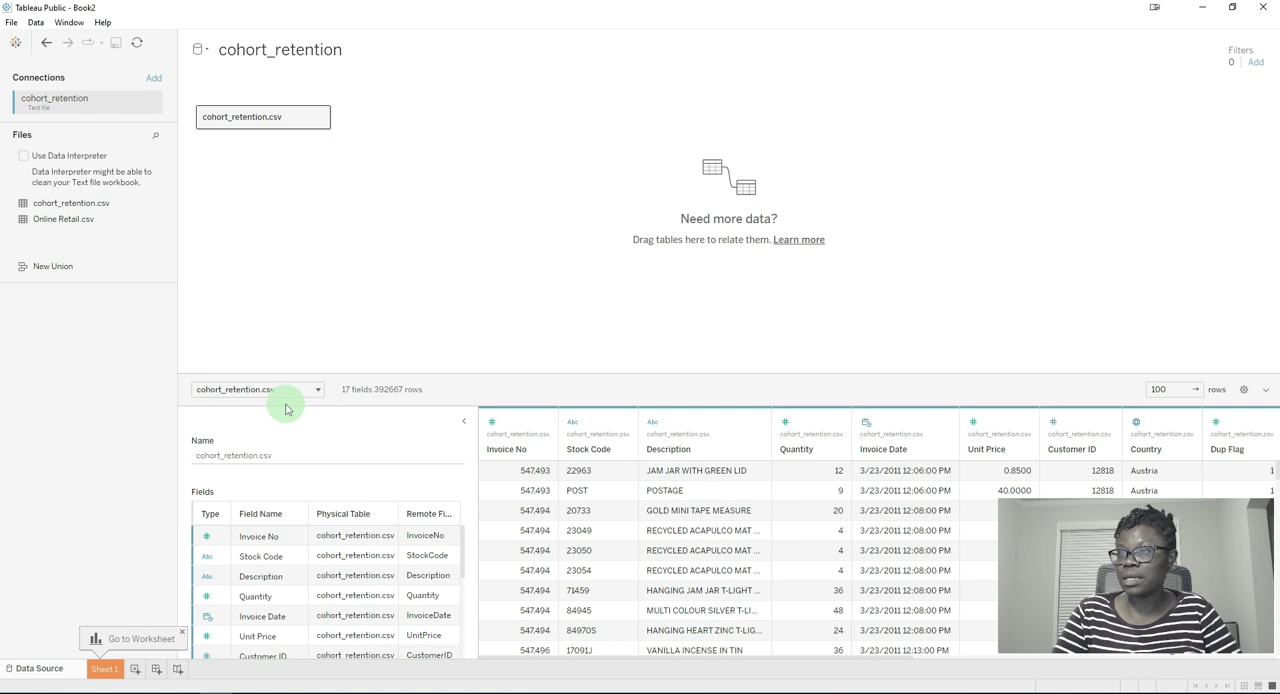 Tableau Public - Book2
File Data Window Help
Connections Add
cohort_retention
Text file
Files
Use Data Interpreter
Data Interpreter might be able to
clean your Text file workbook.
cohort_retention.csv
Online Retail.csv
New Union
cohort_retention
Filters
0 Add
cohort_retention.csv
Need more data?
Drag tables here to relate them. Learn more
cohort_retention.csv 17 fields 392667 rows 100 rows
Name
cohort_retention.csv
Fields
Type Field Name Physical Table Remote Fi...
# Invoice No cohort_retention.csv InvoiceNo
Abc Stock Code cohort_retention.csv StockCode
Abc Description cohort_retention.csv Description
# Quantity cohort_retention.csv Quantity
Invoice Date cohort_retention.csv InvoiceDate
# Unit Price cohort_retention.csv UnitPrice
# Customer ID cohort_retention.csv CustomerID
# Abc Abc # # # #
cohort_retention.csv cohort_retention.csv cohort_retention.csv cohort_retention.csv cohort_retention.csv cohort_retention.csv cohort_retention.csv cohort_retention.csv cohort_retention.csv
Invoice No Stock Code Description Quantity Invoice Date Unit Price Customer ID Country Dup Flag
547,493 22963 JAM JAR WITH GREEN LID 12 3/23/2011 12:06:00 PM 0.8500 12818 Austria 1
547,493 POST POSTAGE 9 3/23/2011 12:06:00 PM 40.0000 12818 Austria 1
547,494 20733 GOLD MINI TAPE MEASURE 20 3/23/2011 12:08:00 PM
547,494 23049 RECYCLED ACAPULCO MAT ... 4 3/23/2011 12:08:00 PM
547,494 23050 RECYCLED ACAPULCO MAT ... 4 3/23/2011 12:08:00 PM
547,494 23054 RECYCLED ACAPULCO MAT ... 4 3/23/2011 12:08:00 PM
547,494 71459 HANGING JAM JAR T-LIGHT ... 36 3/23/2011 12:08:00 PM
547,494 84945 MULTI COLOUR SILVER T-LI... 48 3/23/2011 12:08:00 PM
547,494 84970S HANGING HEART ZINC T-LIG... 24 3/23/2011 12:08:00 PM
547,496 17091J VANILLA INCENSE IN TIN 36 3/23/2011 12:13:00 PM
Go to Worksheet
Data Source Sheet 1